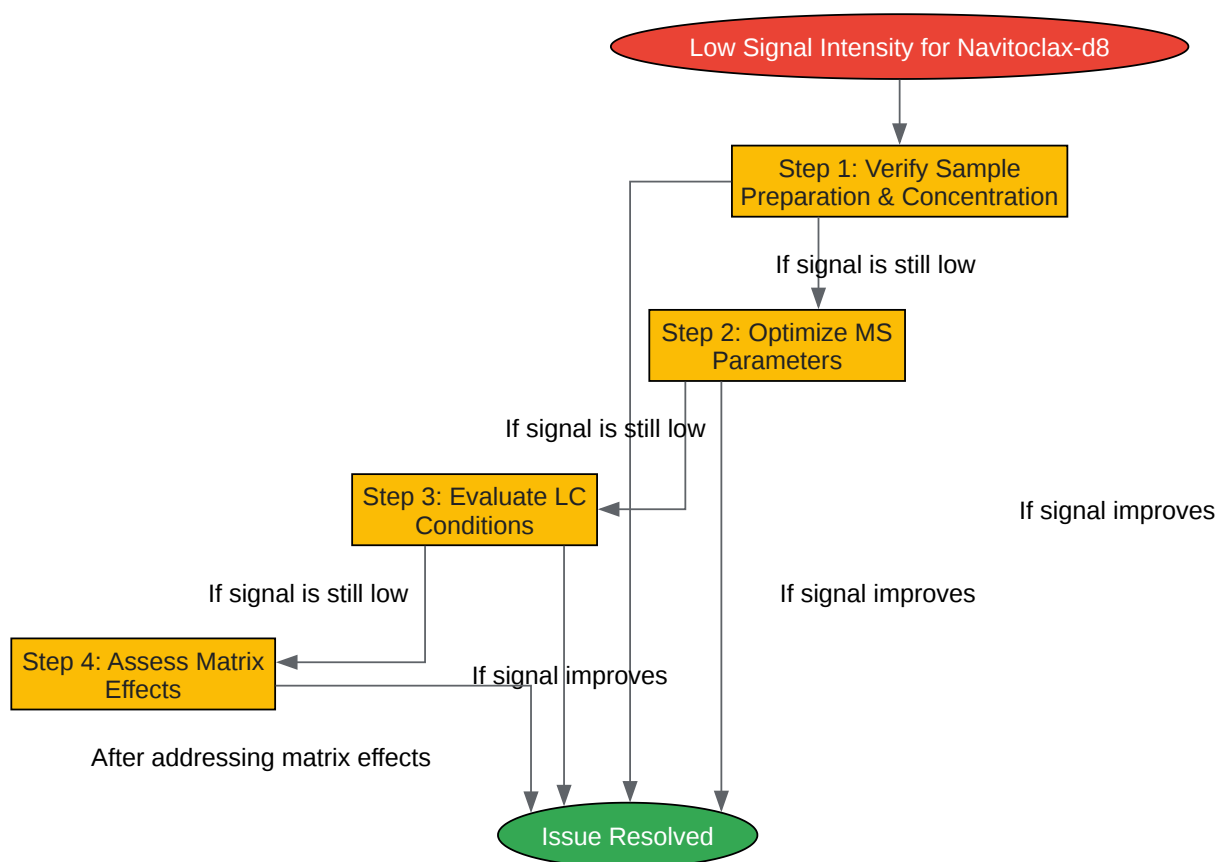 Low Signal Intensity for Navitoclax-d8
Step 1: Verify Sample
Preparation & Concentration
If signal is still low
Step 2: Optimize MS
Parameters
If signal is still low
Step 3: Evaluate LC
Conditions
If signal improves
If signal is still low
If signal improves
Step 4: Assess Matrix
Effects
If signal improves
After addressing matrix effects
Issue Resolved